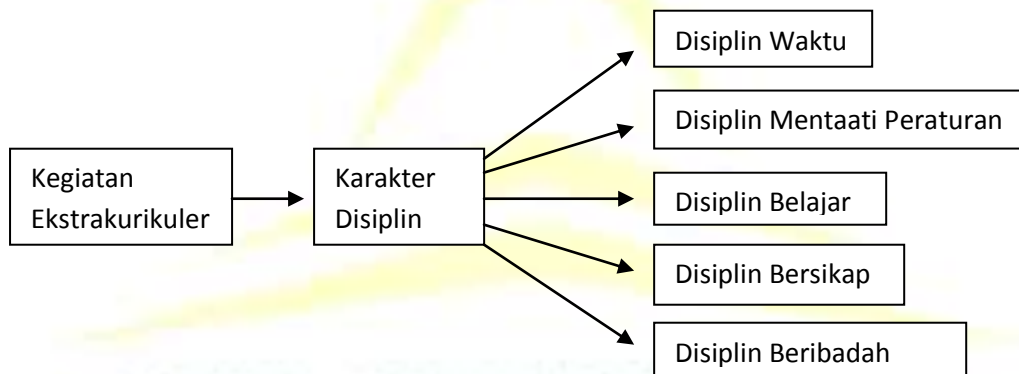 Kegiatan
Ekstrakurikuler
Karakter
Disiplin
Disiplin Waktu
Disiplin Mentaati Peraturan
Disiplin Belajar
Disiplin Bersikap
Disiplin Beribadah